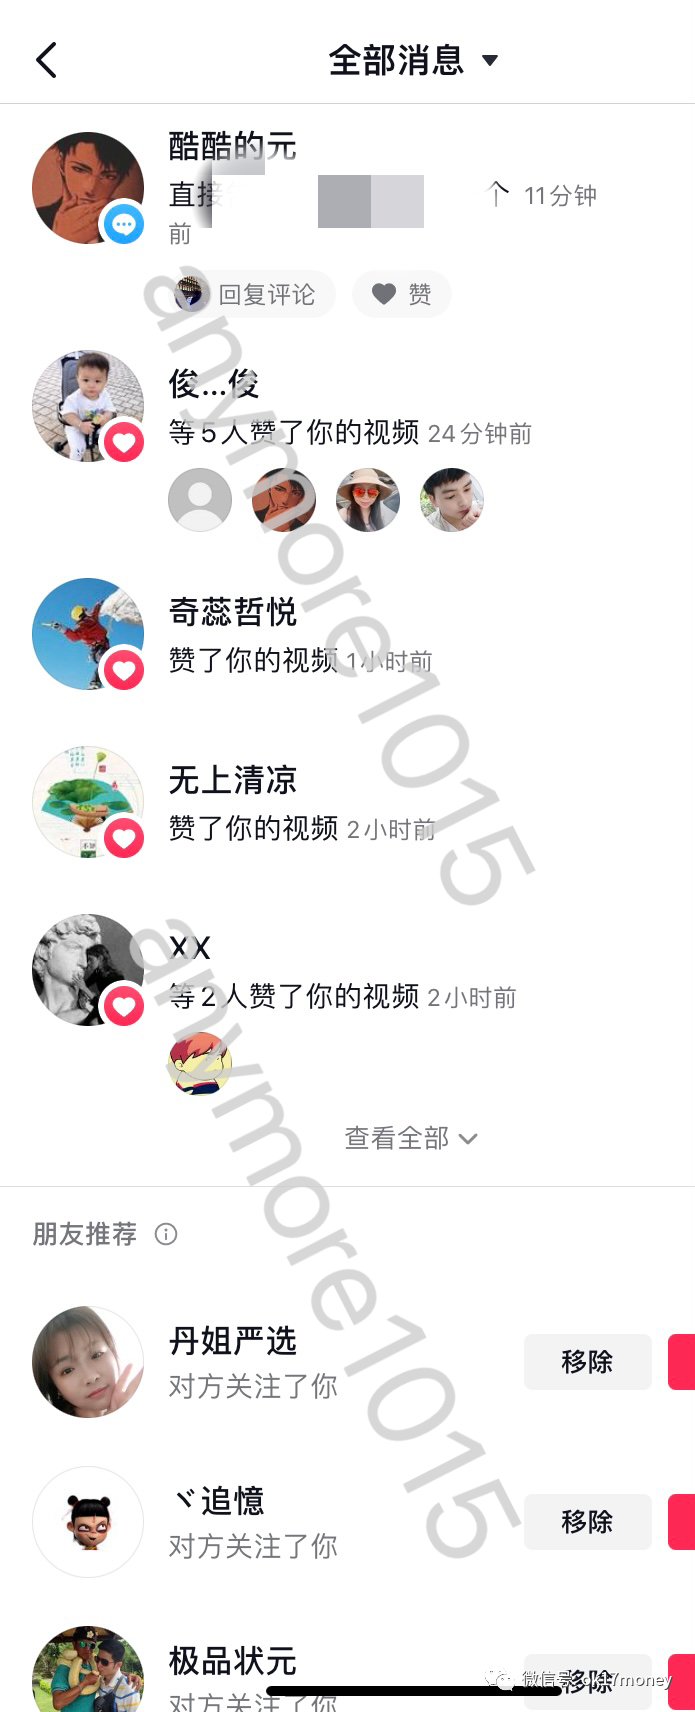 全部消息
酷酷的元
直接
个 11分钟
前
回复评论
赞
俊...俊
等5人赞了你的视频 24分钟前
奇蕊哲悦
赞了你的视频 1小时前
无上清凉
赞了你的视频 2小时前
XX
等2人赞了你的视频 2小时前
查看全部
朋友推荐
丹姐严选
对方关注了你
移除
ヾ追憶
对方关注了你
移除
极品状元
对方关注了你
移除
微信号: ok17money
anymore1015
anymore1015